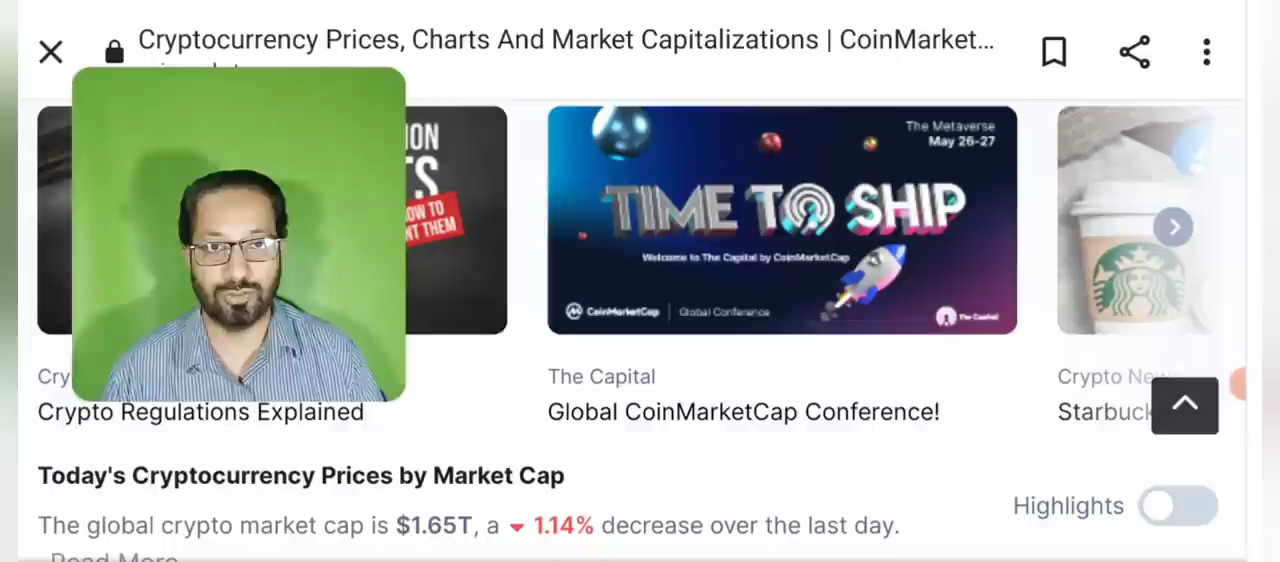 Cryptocurrency Prices, Charts And Market Capitalizations | CoinMarket...
ION
TS
OW TO
NT THEM
The Metaverse
May 26-27
TIME TO SHIP
Welcome to The Capital by CoinMarketCap
CoinMarketCap | Global Conference
The Capital
Cry
Crypto Regulations Explained
The Capital
Global CoinMarketCap Conference!
Crypto Ne
Starbuck
Today's Cryptocurrency Prices by Market Cap
Highlights
The global crypto market cap is $1.65T, a 1.14% decrease over the last day.
Read More